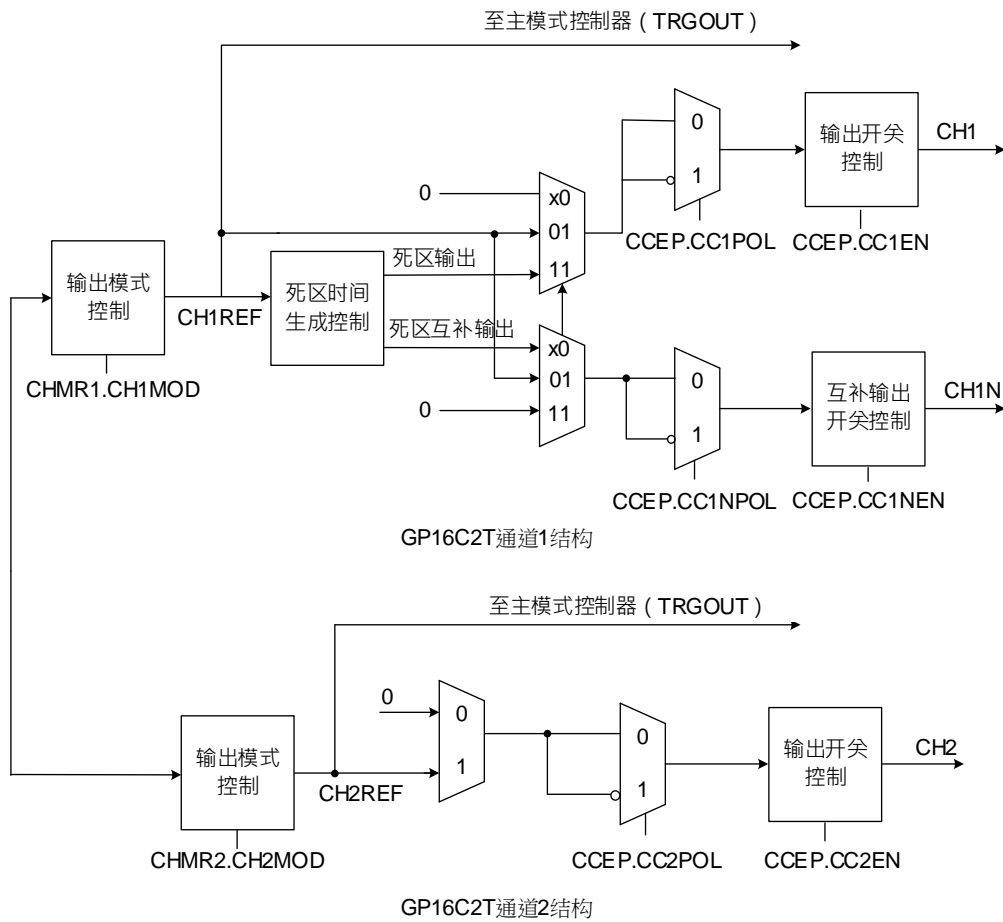 至主模式控制器（TRGOUT）
0
1
输出开关
控制
CH1
0
x0
01
11
CCEP.CC1POL
CCEP.CC1EN
死区输出
输出模式
控制
CH1REF
死区时间
生成控制
死区互补输出
CHMR1.CH1MOD
x0
01
11
0
0
1
互补输出
开关控制
CH1N
CCEP.CC1NPOL
CCEP.CC1NEN
GP16C2T通道1结构
至主模式控制器（TRGOUT）
0
0
1
0
1
输出开关
控制
CH2
输出模式
控制
CH2REF
CHMR2.CH2MOD
CCEP.CC2POL
CCEP.CC2EN
GP16C2T通道2结构